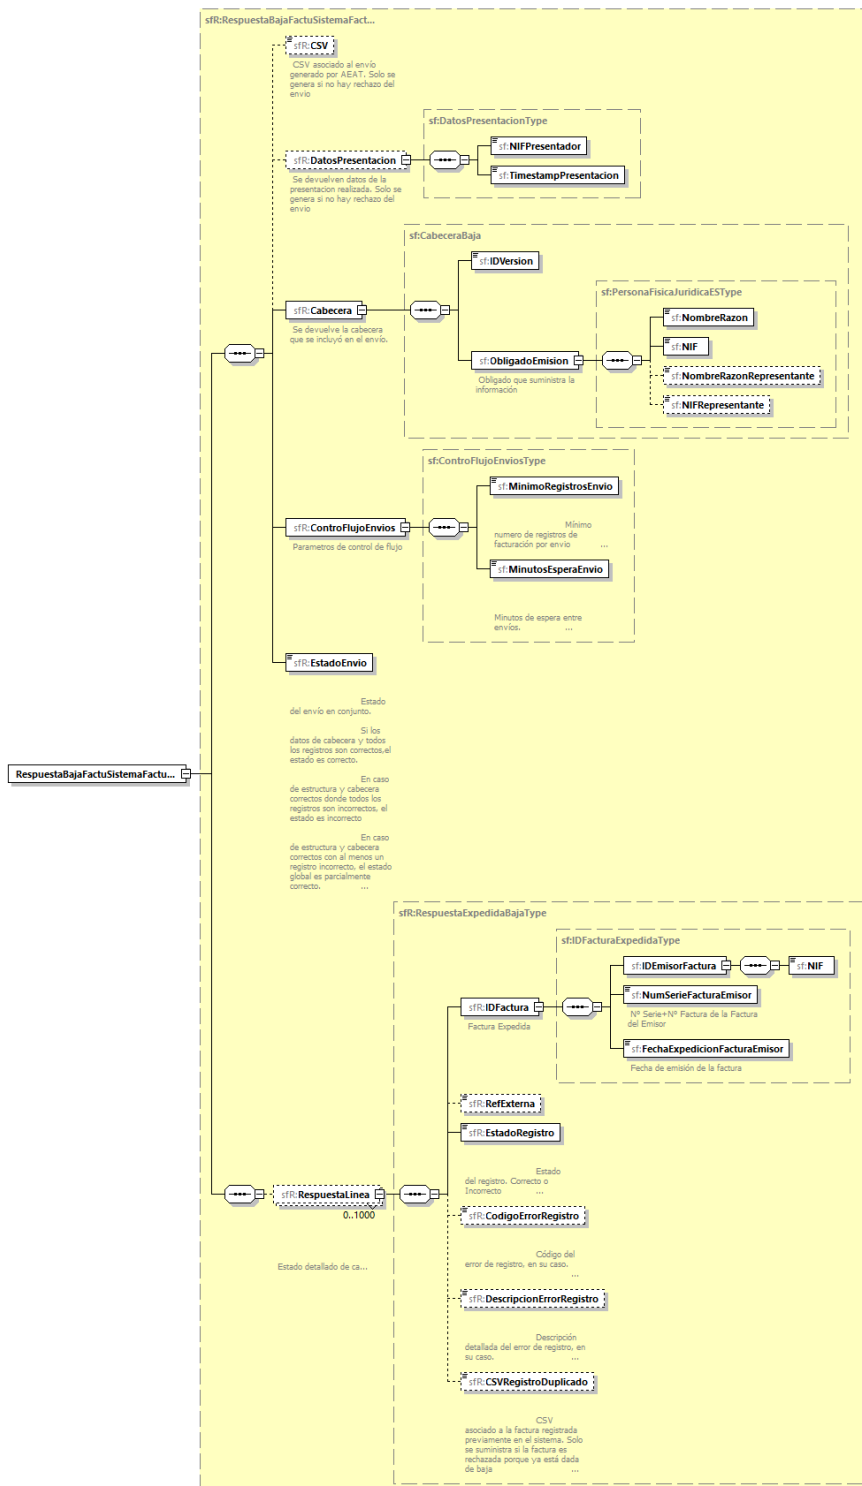 sfR:RespuestaBajaFactuSistemaFact...
sfR:CSV
CSV asociado al envío
generado por AEAT. Solo se
genera si no hay rechazo del
envio
sf:DatosPresentacionType
sfR:DatosPresentacion
sf:NIFPresentador
sf:TimestampPresentacion
Se devuelven datos de la
presentacion realizada. Solo se
genera si no hay rechazo del
envio
sf:CabeceraBaja
sf:IDVersion
sf:PersonaFisicaJuridicaESType
sfR:Cabecera
Se devuelve la cabecera
que se incluyó en el envío.
sf:NombreRazon
sf:NIF
sf:ObligadoEmision
Obligado que suministra la
información
sf:NombreRazonRepresentante
sf:NIFRepresentante
sf:ControFlujoEnviosType
sf:MinimoRegistrosEnvio
Mínimo
numero de registros de
facturación por envio ...
sfR:ControFlujoEnvios
Parametros de control de flujo
sf:MinutosEsperaEnvio
Minutos de espera entre
envíos. ...
sfR:EstadoEnvio
Estado
del envío en conjunto.
Si los
datos de cabecera y todos
los registros son correctos,el
estado es correcto.
En caso
de estructura y cabecera
correctos donde todos los
registros son incorrectos, el
estado es incorrecto
En caso
de estructura y cabecera
correctos con al menos un
registro incorrecto, el estado
global es parcialmente
correcto. ...
RespuestaBajaFactuSistemaFactu...
sfR:RespuestaExpedidaBajaType
sf:IDFacturaExpedidaType
sf:IDEmisorFactura
sf:NIF
sf:NumSerieFacturaEmisor
Nº Serie+Nº Factura de la Factura
del Emisor
sfR:IDFactura
Factura Expedida
sf:FechaExpedicionFacturaEmisor
Fecha de emisión de la factura
sfR:RefExterna
sfR:EstadoRegistro
Estado
del registro. Correcto o
Incorrecto ...
sfR:RespuestaLinea
0..1000
Estado detallado de ca...
sfR:CodigoErrorRegistro
Código del
error de registro, en su caso.
...
sfR:DescripcionErrorRegistro
Descripción
detallada del error de registro, en
su caso. ...
sfR:CSVRegistroDuplicado
CSV
asociado a la factura registrada
previamente en el sistema. Solo
se suministra si la factura es
rechazada porque ya está dada
de baja ...